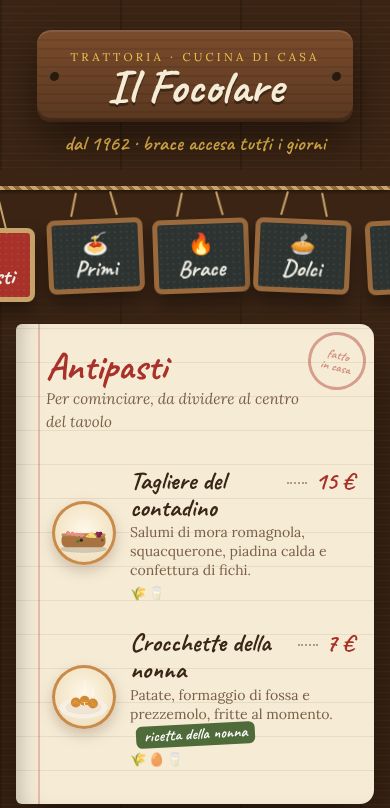 TRATTORIA · CUCINA DI CASA
Il Focolare
dal 1962 · brace accesa tutti i giorni
Primi
Brace
Dolci
Antipasti
fatto
in casa
Per cominciare, da dividere al centro
del tavolo
Tagliere del
contadino
15 €
Salumi di mora romagnola,
squacquerone, piadina calda e
confettura di fichi.
Crocchette della
nonna
7 €
Patate, formaggio di fossa e
prezzemolo, fritte al momento.
ricetta della nonna